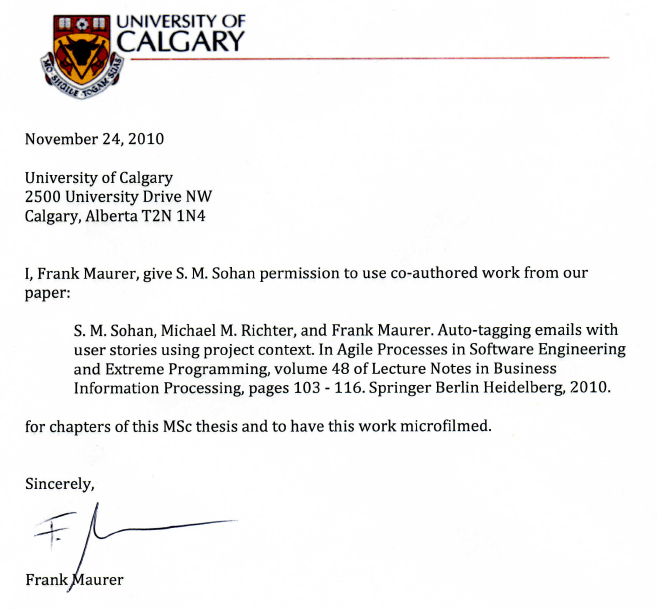 UNIVERSITY OF
CALGARY
MO SHÙILE TOGAM SUAS
November 24, 2010
University of Calgary
2500 University Drive NW
Calgary, Alberta T2N 1N4
I, Frank Maurer, give S. M. Sohan permission to use co-authored work from our
paper:
S. M. Sohan, Michael M. Richter, and Frank Maurer. Auto-tagging emails with
user stories using project context. In Agile Processes in Software Engineering
and Extreme Programming, volume 48 of Lecture Notes in Business
Information Processing, pages 103 - 116. Springer Berlin Heidelberg, 2010.
for chapters of this MSc thesis and to have this work microfilmed.
Sincerely,
F.
Frank Maurer